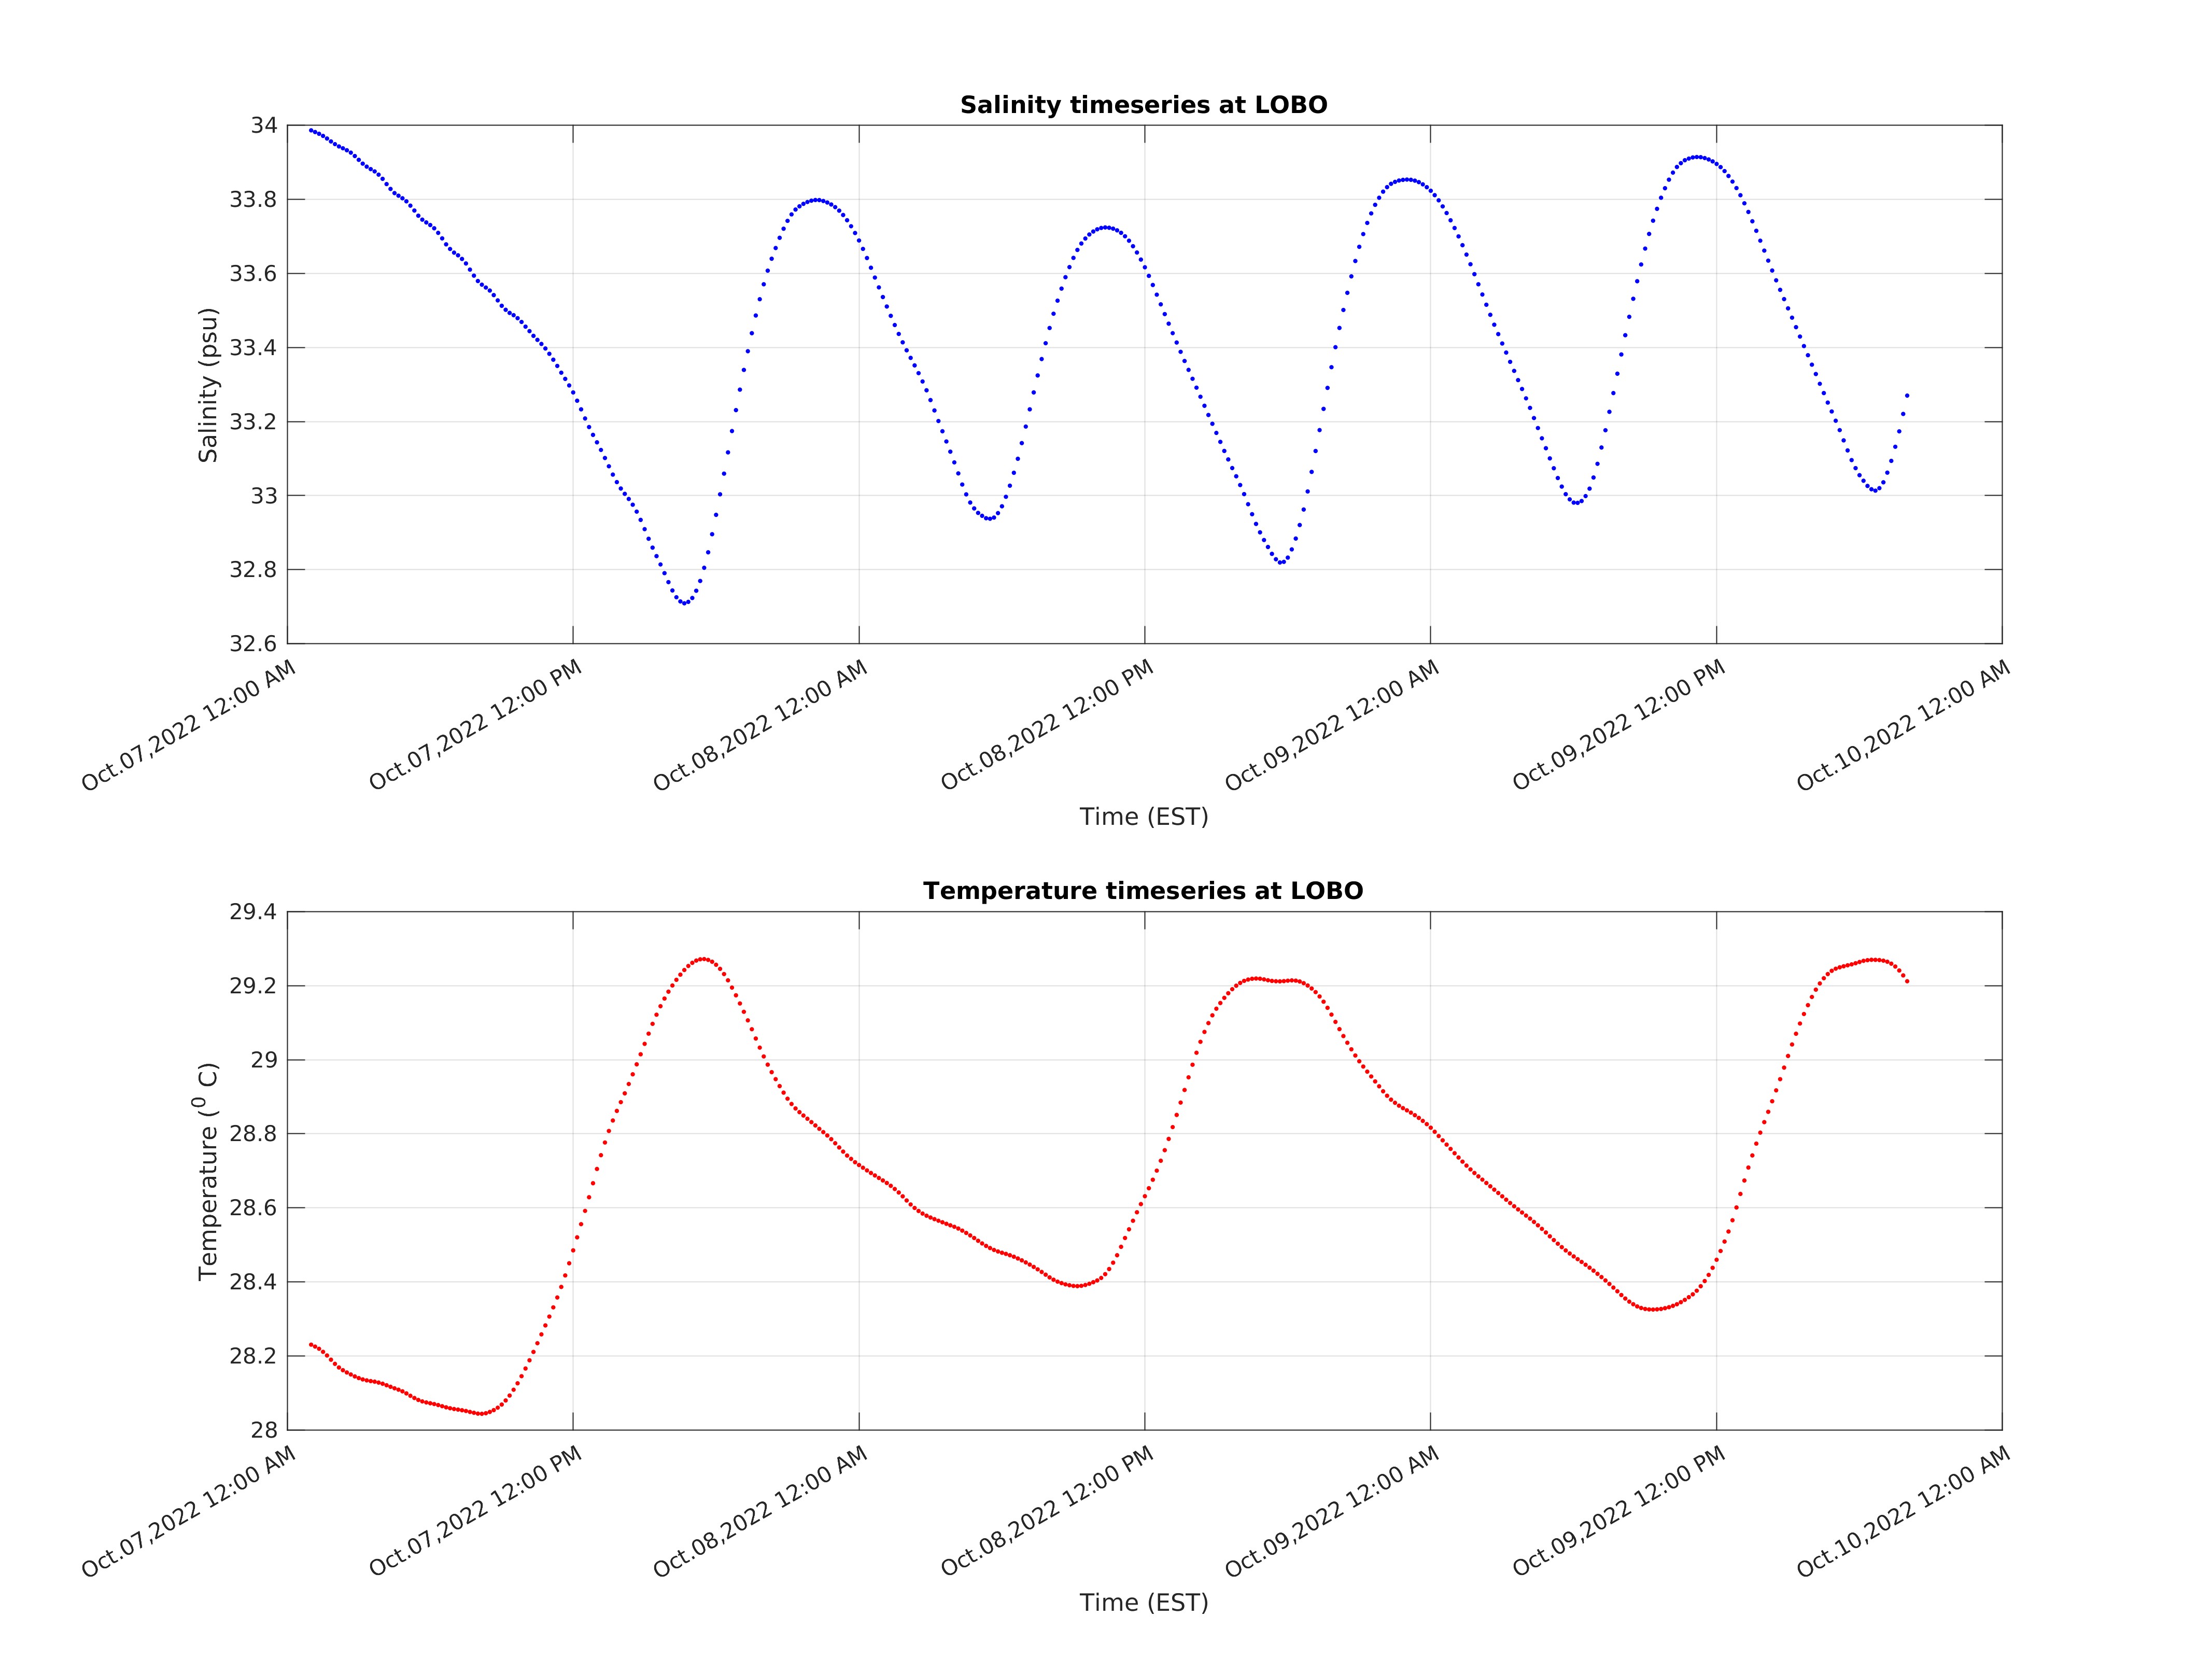 Salinity timeseries at LOBO
34
33.8
33.6
33.4
33.2
33
32.8
32.6
Salinity (psu)
Oct.07,2022 12:00 AM
Oct.07,2022 12:00 PM
Oct.08,2022 12:00 AM
Oct.08,2022 12:00 PM
Oct.09,2022 12:00 AM
Oct.09,2022 12:00 PM
Oct.10,2022 12:00 AM
Time (EST)
Temperature timeseries at LOBO
29.4
29.2
29
28.8
28.6
28.4
28.2
28
Temperature (⁰ C)
Oct.07,2022 12:00 AM
Oct.07,2022 12:00 PM
Oct.08,2022 12:00 AM
Oct.08,2022 12:00 PM
Oct.09,2022 12:00 AM
Oct.09,2022 12:00 PM
Oct.10,2022 12:00 AM
Time (EST)